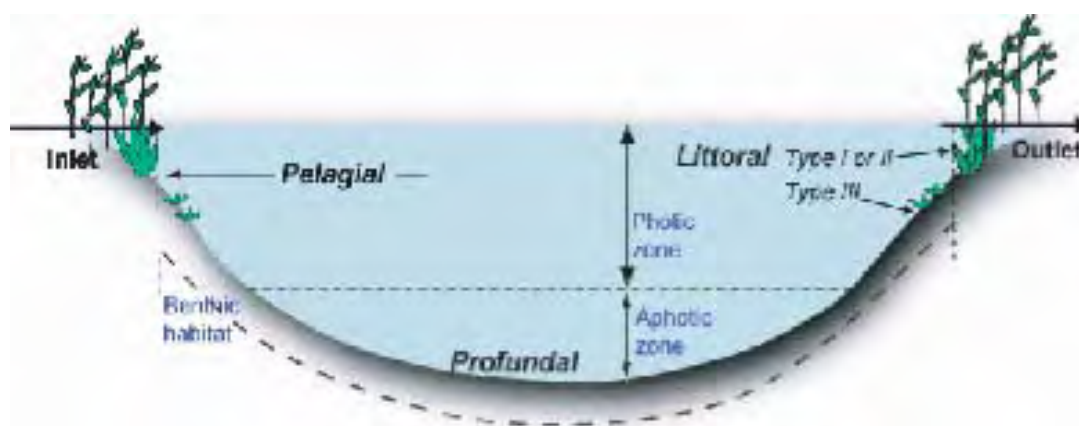 Inlet
Pelagial
Littoral
Type I or II
Type III
Outlet
Photic
zone
Benthic
habitat
Aphotic
zone
Profundal